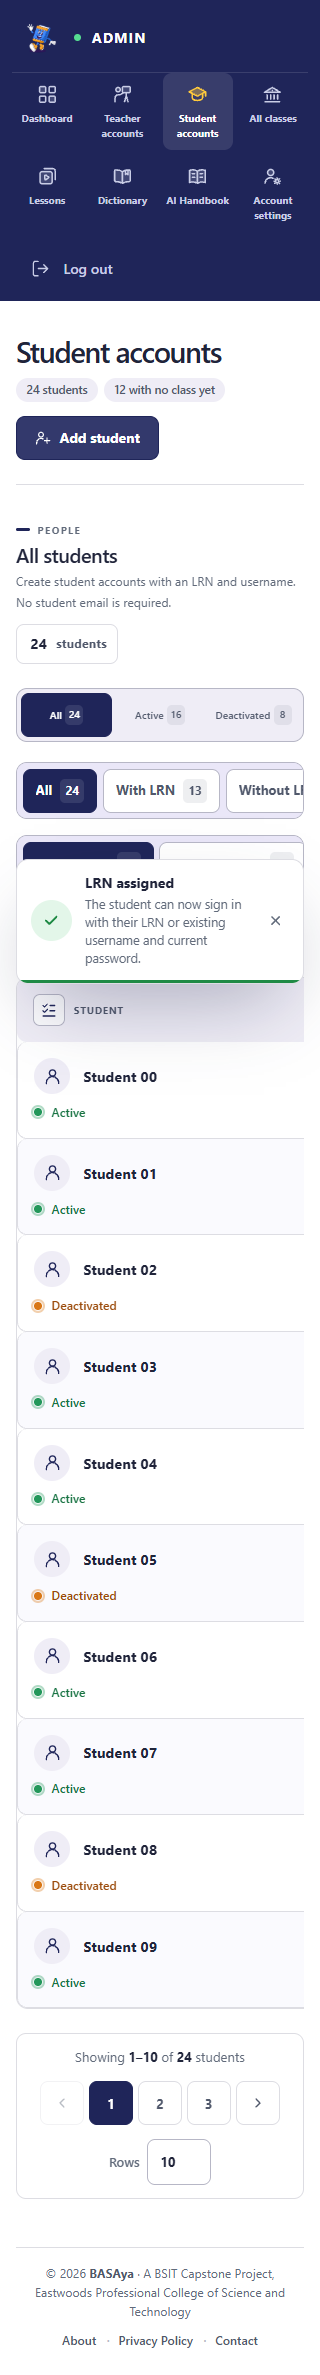 ADMIN
Dashboard
Teacher accounts
Student accounts
All classes
Lessons
Dictionary
AI Handbook
Account settings
Log out
Student accounts
24 students
12 with no class yet
Add student
PEOPLE
All students
Create student accounts with an LRN and username.
No student email is required.
24 students
All 24
Active 16
Deactivated 8
All 24
With LRN 13
Without
LRN assigned
The student can now sign in
with their LRN or existing
username and current
password.
STUDENT
Student 00
Active
Student 01
Active
Student 02
Deactivated
Student 03
Active
Student 04
Active
Student 05
Deactivated
Student 06
Active
Student 07
Active
Student 08
Deactivated
Student 09
Active
Showing 1–10 of 24 students
1 2 3
Rows 10
© 2026 BASAya · A BSIT Capstone Project,
Eastwoods Professional College of Science and
Technology
About · Privacy Policy · Contact